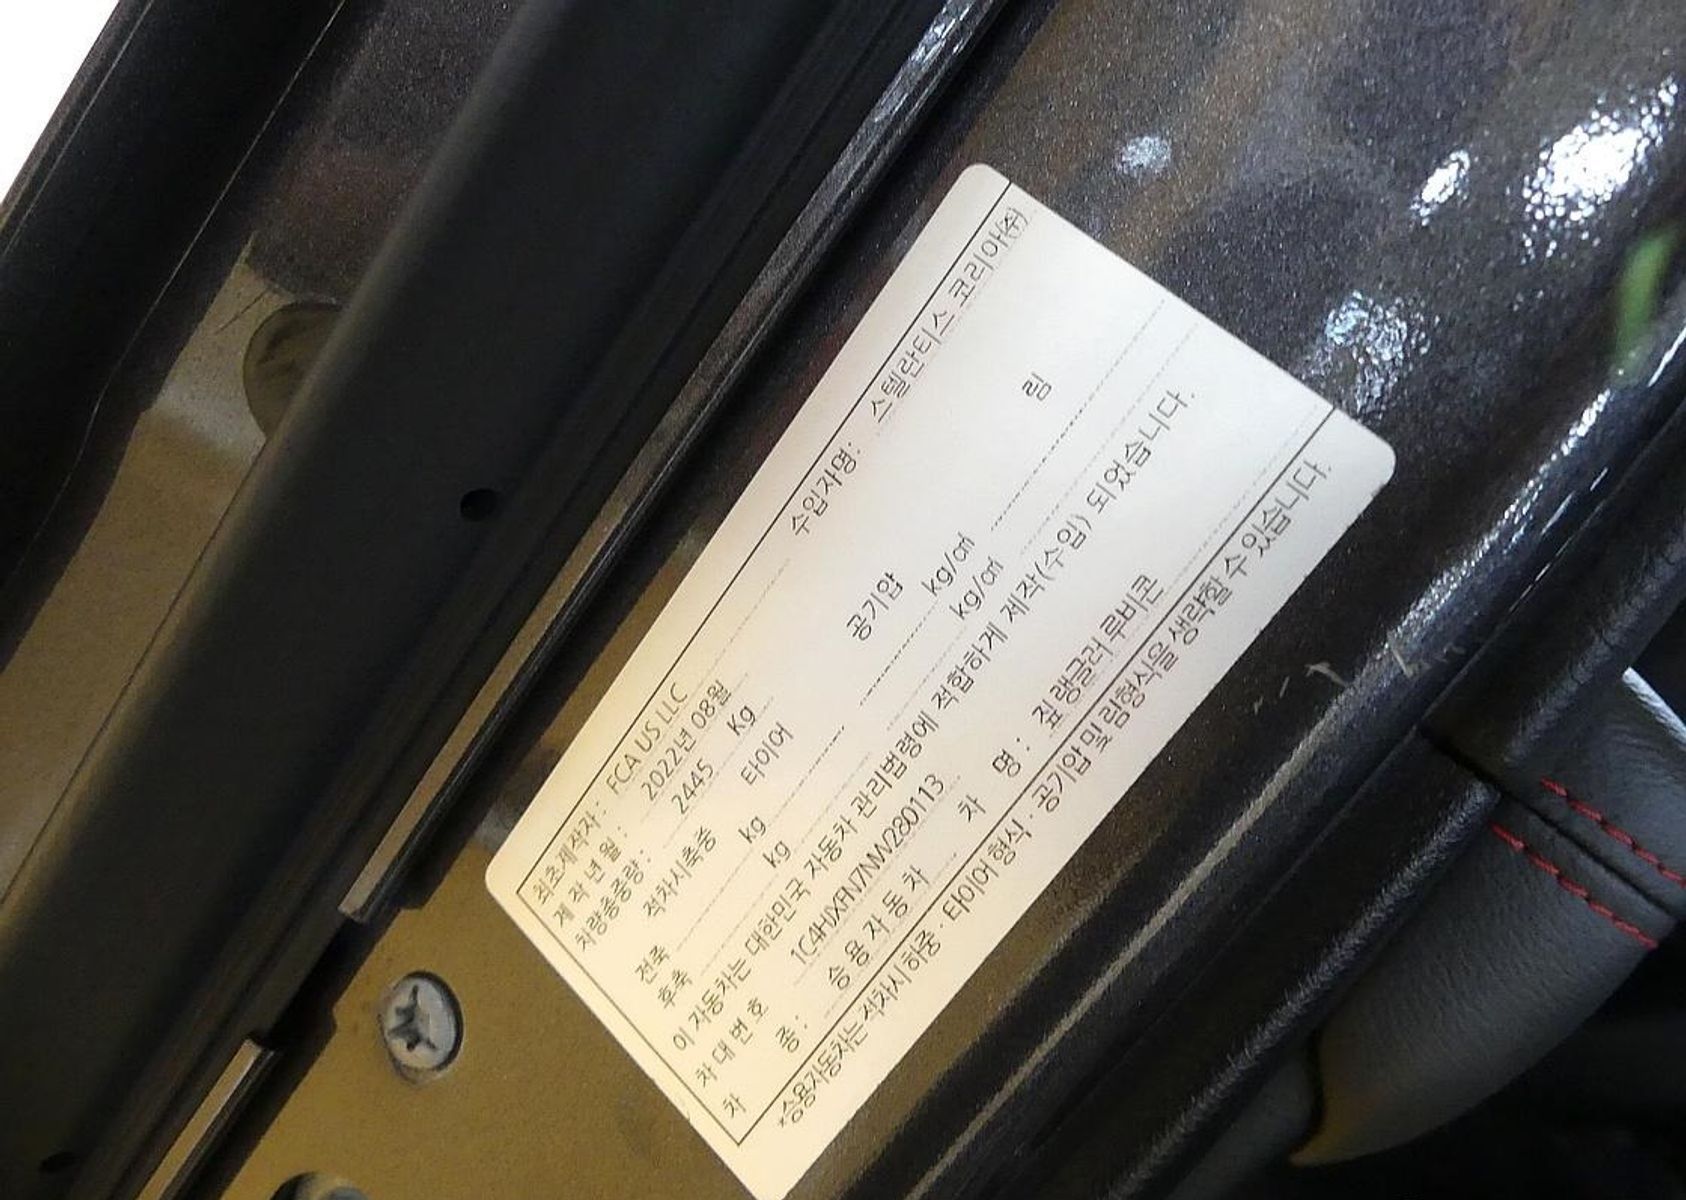 최초제작자: FCA US LLC 수입자명: 스텔란티스 코리아㈜
제 작 년 월 : 2022년 08월
차량총중량 : 2445 Kg
적차시축중 타이어 공기압 림
전축 kg kg/㎠
후축 kg kg/㎠
이 자동차는 대한민국 자동차 관리법령에 적합하게 제작(수입) 되었습니다.
차 대 번 호 1C4HJXFN7NW280113
차 종 : 승 용 자 동 차 차 명 : 짚랭글러 루비콘
*승용자동차는 적차시 하중·타이어 형식·공기압 및 림형식을 생략할 수 있습니다.